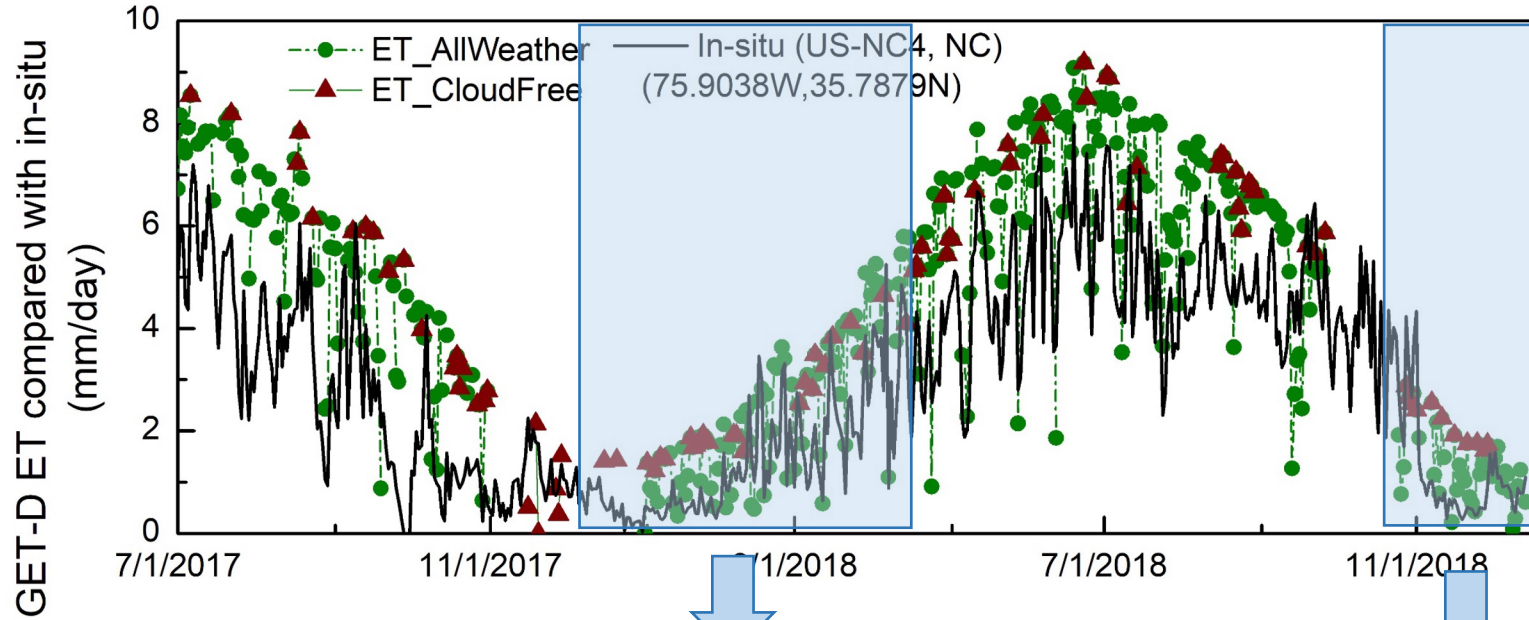 GET-D ET compared with in-situ
(mm/day)
10
8
6
4
2
0
ET_AllWeather
In-situ (US-NC4, NC)
ET_CloudFree
(75.9038W,35.7879N)
7/1/2017
11/1/2017
/1/2018
7/1/2018
11/1/2018